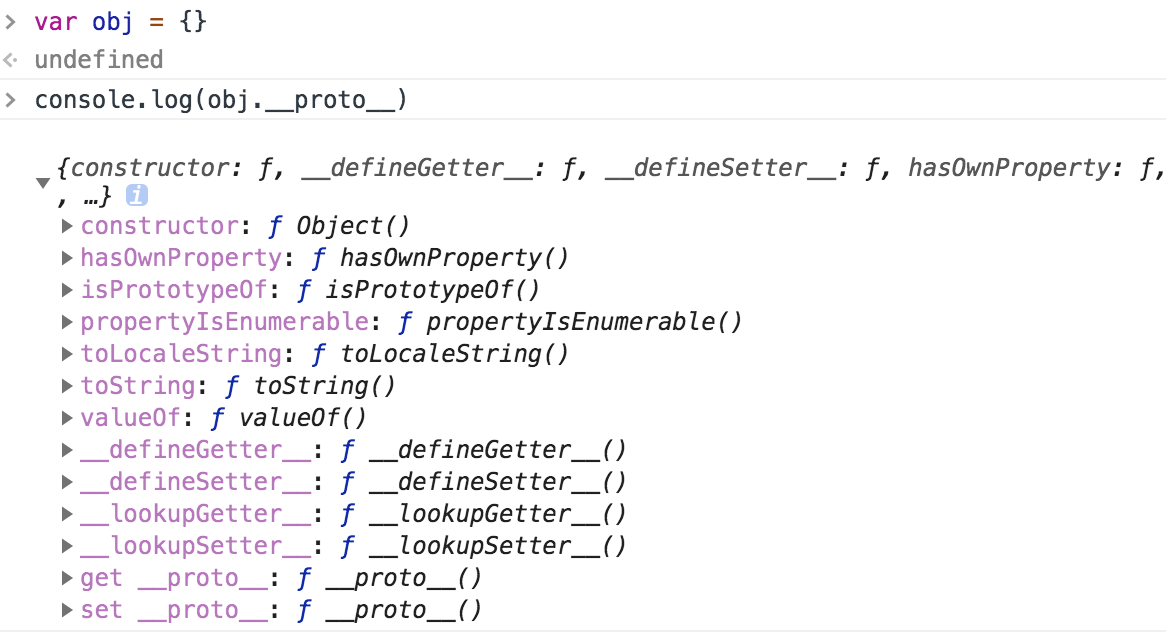 > var obj = {}
<· undefined
> console.log(obj.__proto__)
▼ {constructor: ƒ, __defineGetter__: ƒ, __defineSetter__: ƒ, hasOwnProperty: ƒ,
, …} i
▶ constructor: ƒ Object()
▶ hasOwnProperty: ƒ hasOwnProperty()
▶ isPrototypeOf: ƒ isPrototypeOf()
▶ propertyIsEnumerable: ƒ propertyIsEnumerable()
▶ toLocaleString: ƒ toLocaleString()
▶ toString: ƒ toString()
▶ valueOf: ƒ valueOf()
▶ __defineGetter__: ƒ __defineGetter__()
▶ __defineSetter__: ƒ __defineSetter__()
▶ __lookupGetter__: ƒ __lookupGetter__()
▶ __lookupSetter__: ƒ __lookupSetter__()
▶ get __proto__: ƒ __proto__()
▶ set __proto__: ƒ __proto__()